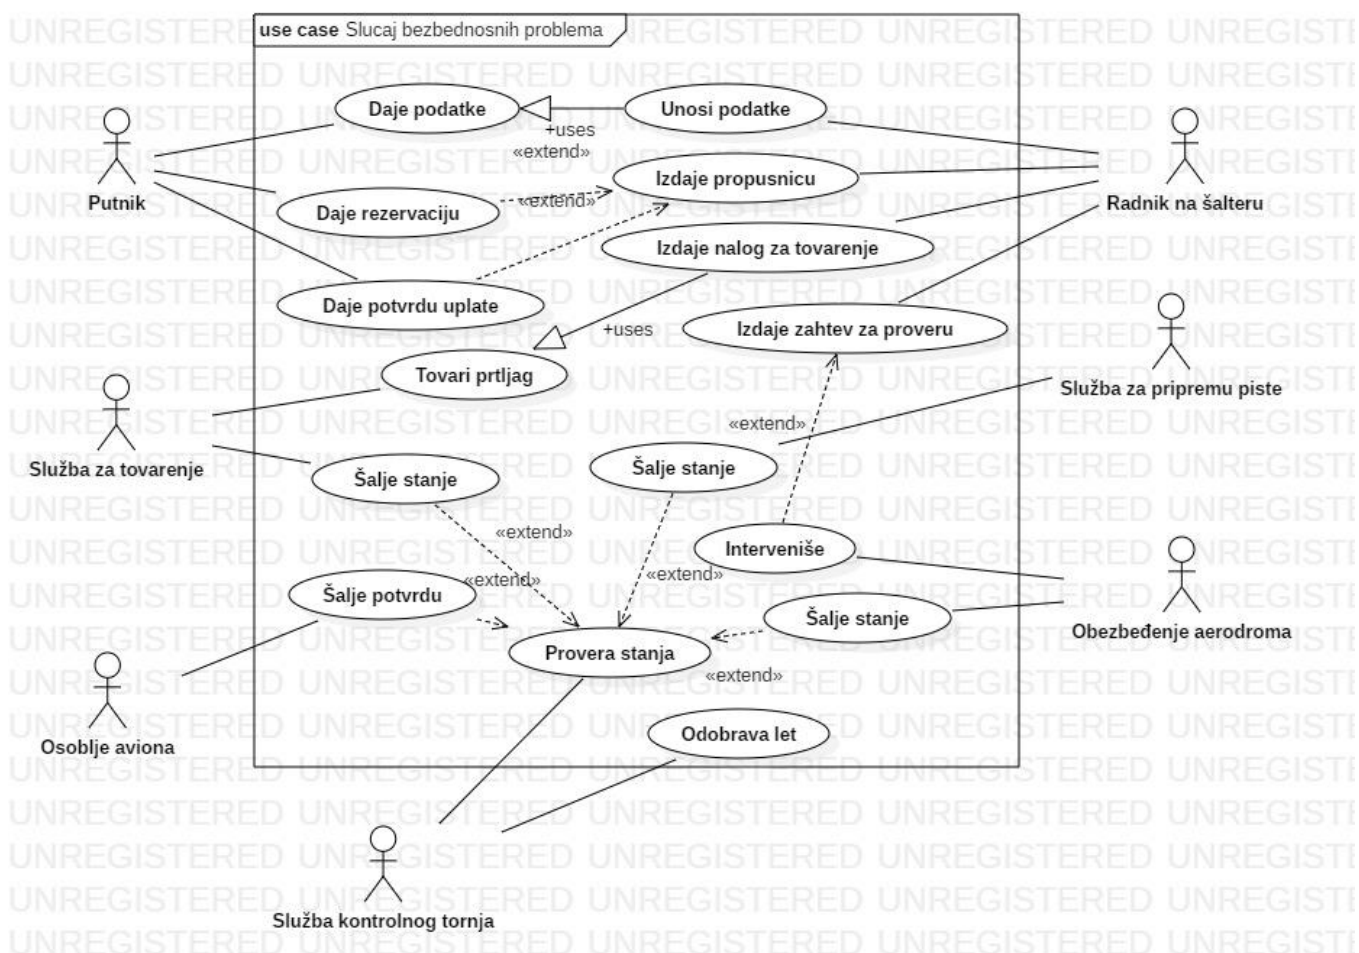 use case Slucaj bezbednosnih problema
Daje podatke
Unosi podatke
+uses
«extend»
Izdaje propusnicu
Putnik
Radnik na šalteru
Daje rezervaciju
«extend»
Izdaje nalog za tovarenje
Daje potvrdu uplate
+uses
Izdaje zahtev za proveru
Tovari prtljag
Služba za pripremu piste
«extend»
Služba za tovarenje
Šalje stanje
Šalje stanje
«extend»
Interveniše
«extend»
«extend»
Šalje potvrdu
Šalje stanje
Obezbeđenje aerodroma
Provera stanja
«extend»
Osoblje aviona
Odobrava let
Služba kontrolnog tornja
UNREGISTERED